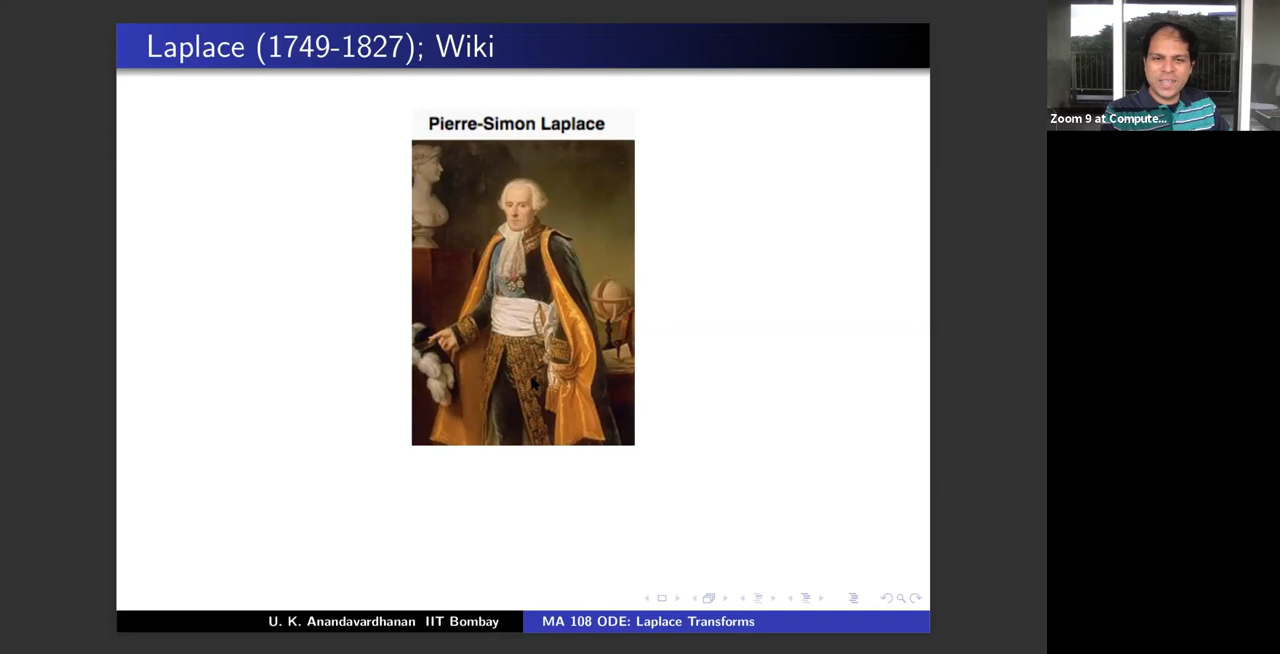 Laplace (1749-1827); Wiki
Pierre-Simon Laplace
Zoom 9 at Compute...
U. K. Anandavardhanan IIT Bombay
MA 108 ODE: Laplace Transforms